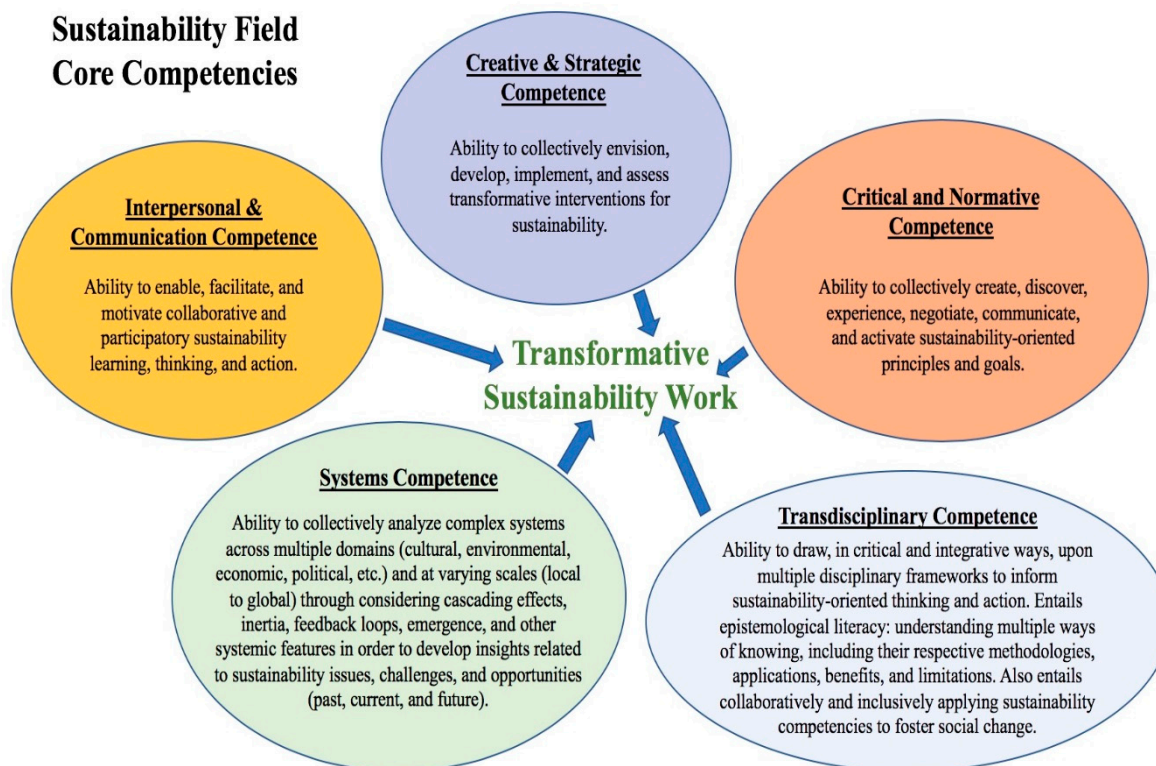 Sustainability Field
Core Competencies
Creative & Strategic
Competence
Ability to collectively envision,
develop, implement, and assess
transformative interventions for
sustainability.
Interpersonal &
Communication Competence
Ability to enable, facilitate, and
motivate collaborative and
participatory sustainability
learning, thinking, and action.
Critical and Normative
Competence
Ability to collectively create, discover,
experience, negotiate, communicate,
and activate sustainability-oriented
principles and goals.
Transformative
Sustainability Work
Systems Competence
Ability to collectively analyze complex systems
across multiple domains (cultural, environmental,
economic, political, etc.) and at varying scales (local
to global) through considering cascading effects,
inertia, feedback loops, emergence, and other
systemic features in order to develop insights related
to sustainability issues, challenges, and opportunities
(past, current, and future).
Transdisciplinary Competence
Ability to draw, in critical and integrative ways, upon
multiple disciplinary frameworks to inform
sustainability-oriented thinking and action. Entails
epistemological literacy: understanding multiple ways
of knowing, including their respective methodologies,
applications, benefits, and limitations. Also entails
collaboratively and inclusively applying sustainability
competencies to foster social change.